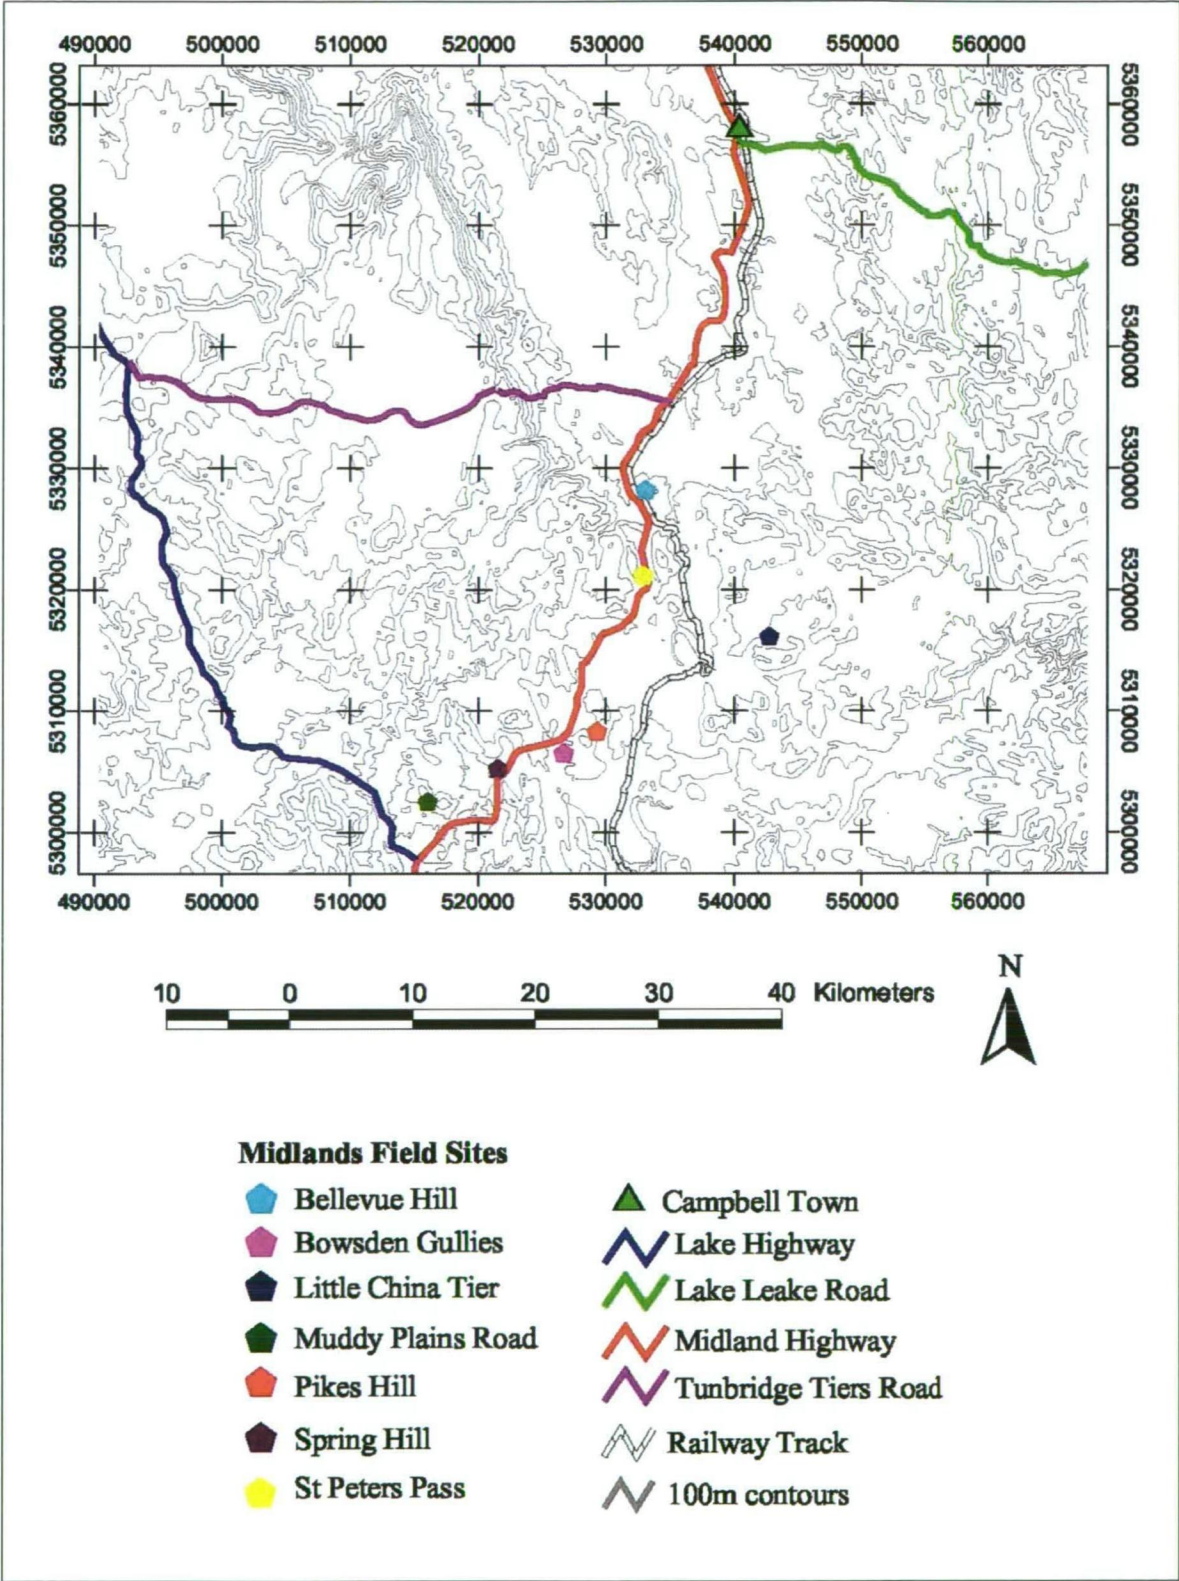 490000 500000 510000 520000 530000 540000 550000 560000
5360000 5360000
5350000 5350000
5340000 5340000
5330000 5330000
5320000 5320000
5310000 5310000
5300000 5300000
490000 500000 510000 520000 530000 540000 550000 560000
N
10 0 10 20 30 40 Kilometers
Midlands Field Sites
Bellevue Hill
Bowsden Gullies
Little China Tier
Muddy Plains Road
Pikes Hill
Spring Hill
St Peters Pass
Campbell Town
Lake Highway
Lake Leake Road
Midland Highway
Tunbridge Tiers Road
Railway Track
100m contours